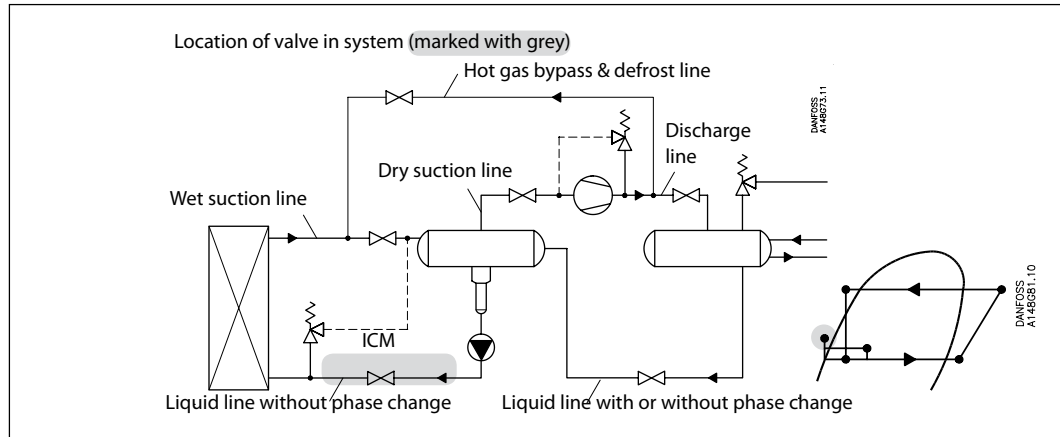 Location of valve in system (marked with grey)
Hot gas bypass & defrost line
DANFOSS
A148G73.11
Discharge
line
Dry suction line
Wet suction line
ICM
DANFOSS
A148G81.10
Liquid line without phase change
Liquid line with or without phase change